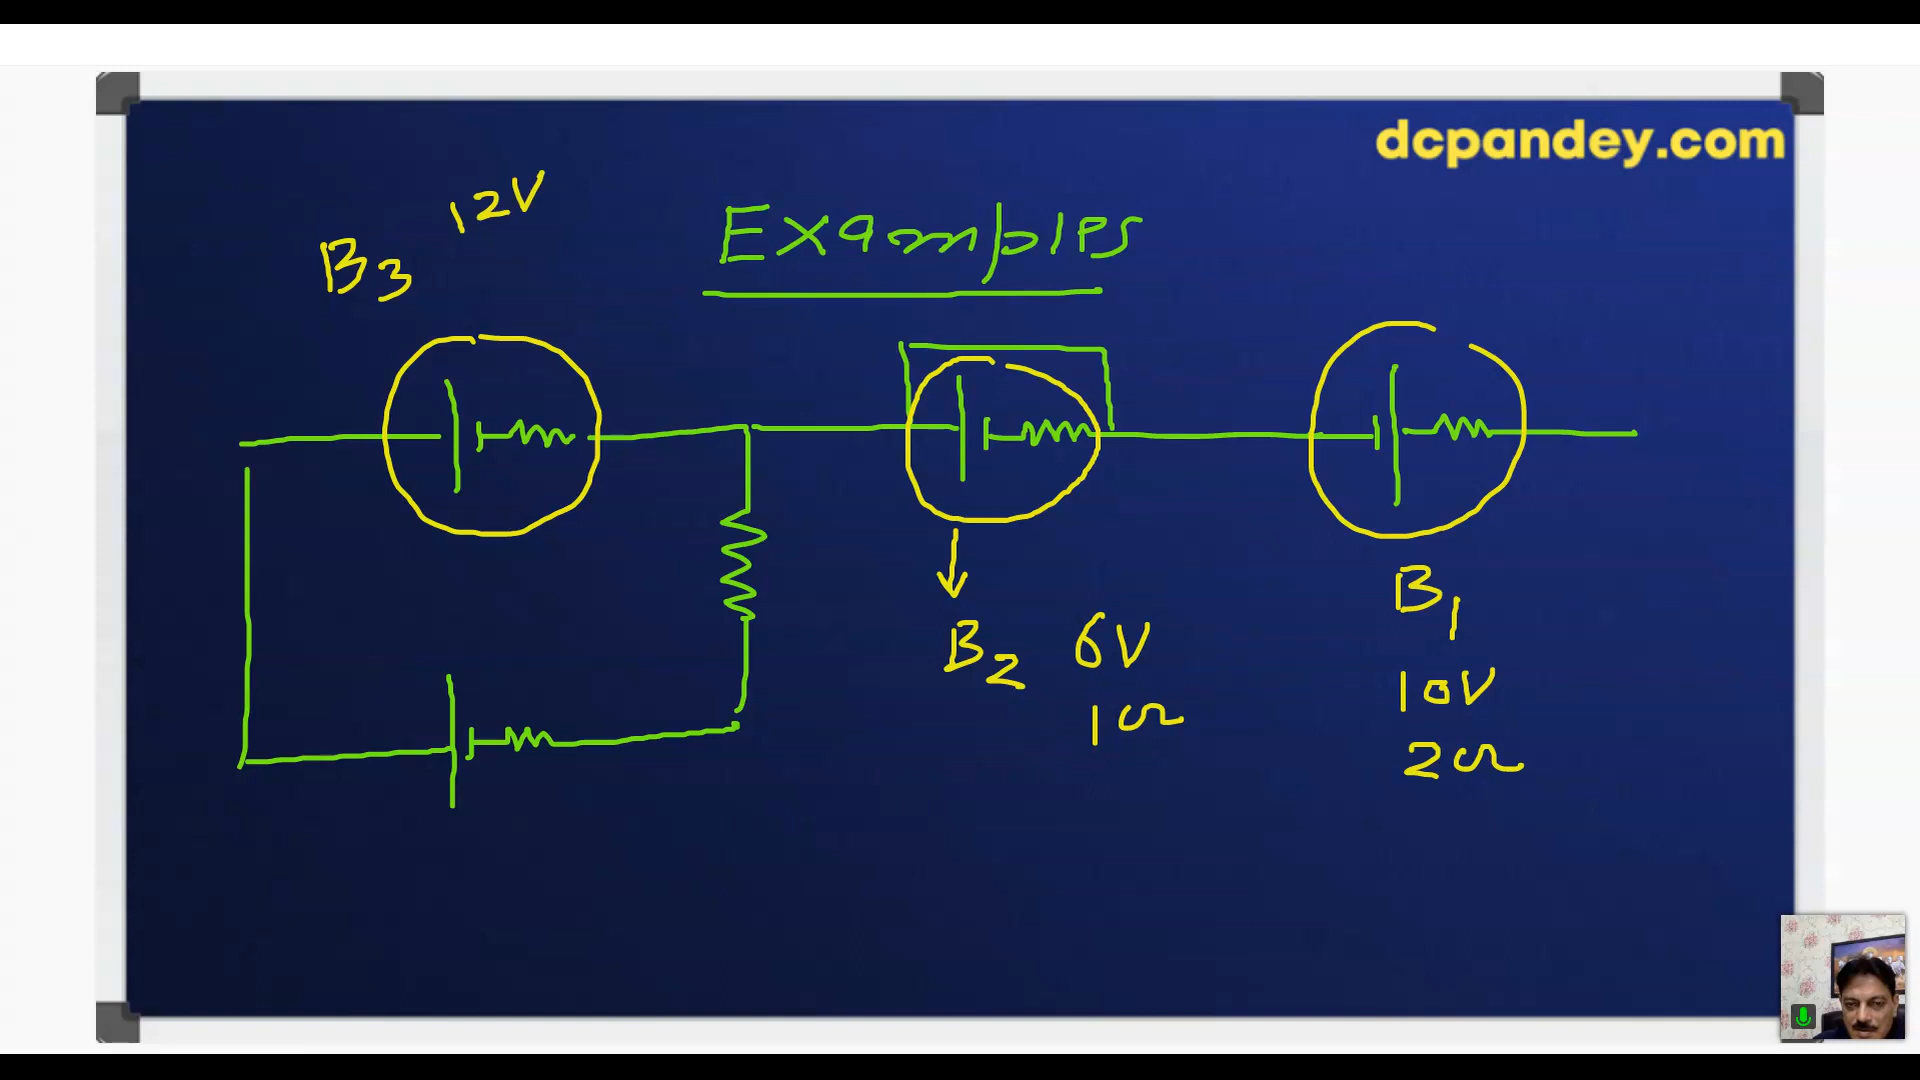 dcpandey.com
12V
Examples
B3
B2 6V
1Ω
B1
10V
2Ω